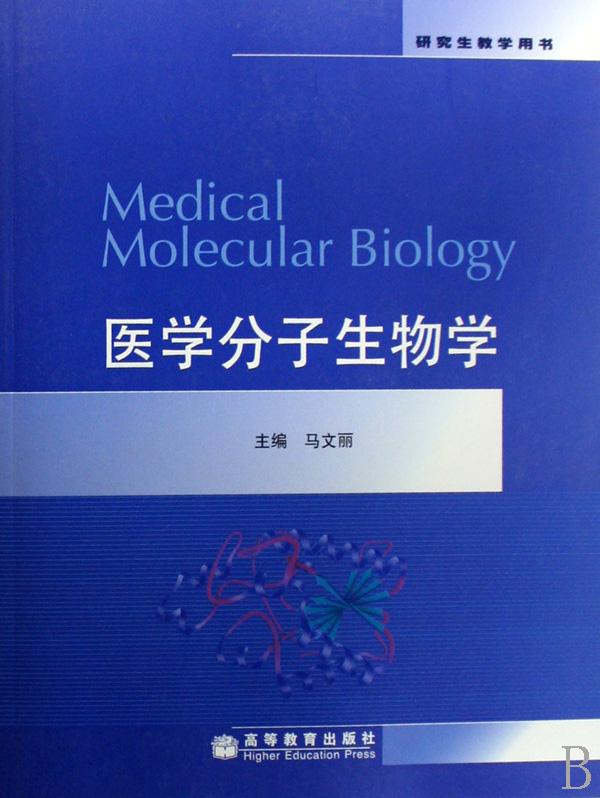 研究生教学用书
Medical
Molecular Biology
医学分子生物学
主编 马文丽
高等教育出版社
Higher Education Press
B